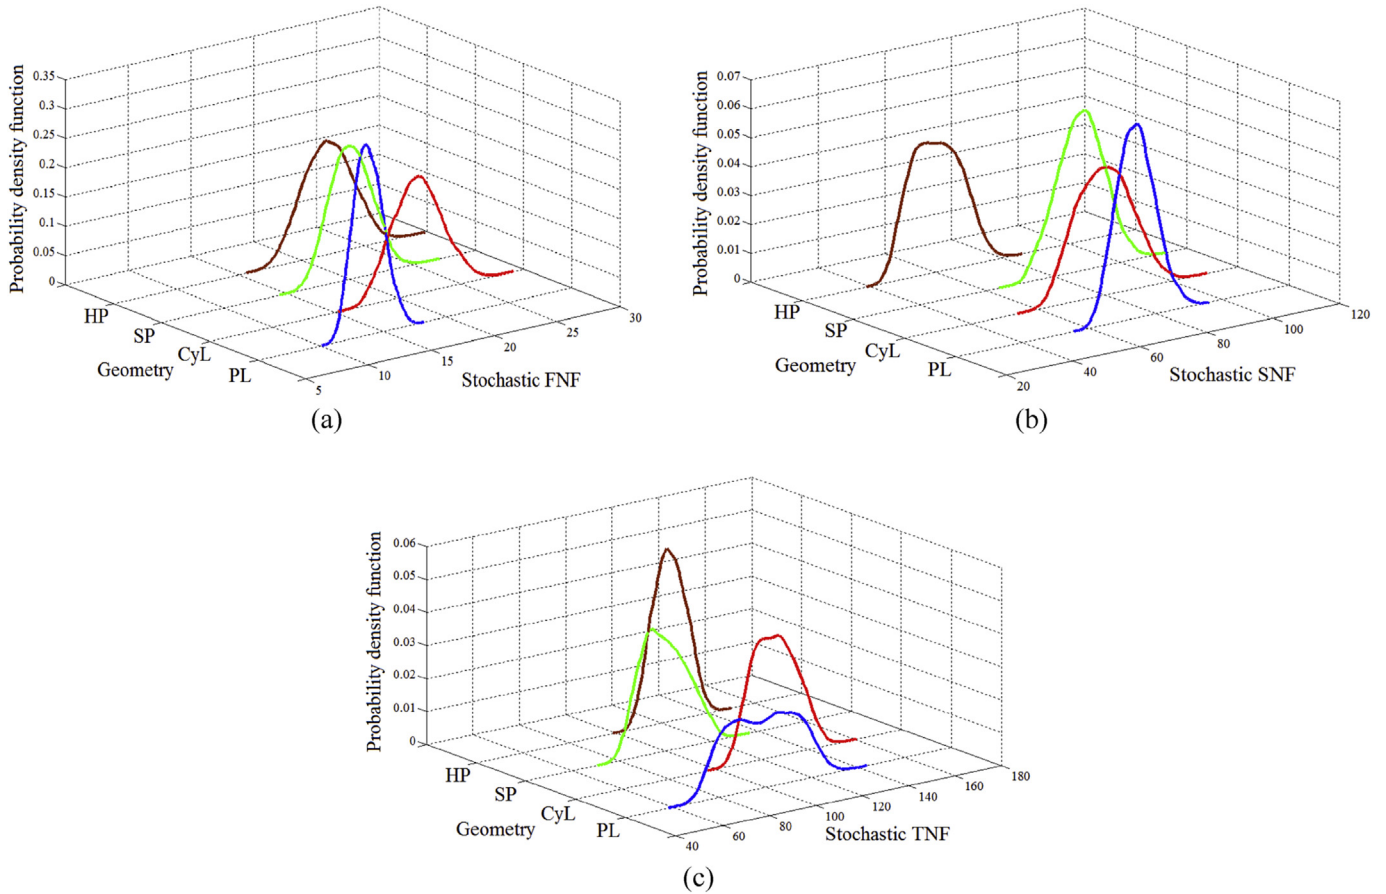 Probability density function
0.35
0.3
0.25
0.2
0.15
0.1
0.05
0
HP
SP
CyL
PL
Geometry
5
10
15
20
25
30
Stochastic FNF
(a)
Probability density function
0.07
0.06
0.05
0.04
0.03
0.02
0.01
0
HP
SP
CyL
PL
Geometry
20
40
60
80
100
120
Stochastic SNF
(b)
Probability density function
0.06
0.05
0.04
0.03
0.02
0.01
0
HP
SP
CyL
PL
Geometry
40
60
80
100
120
140
160
180
Stochastic TNF
(c)